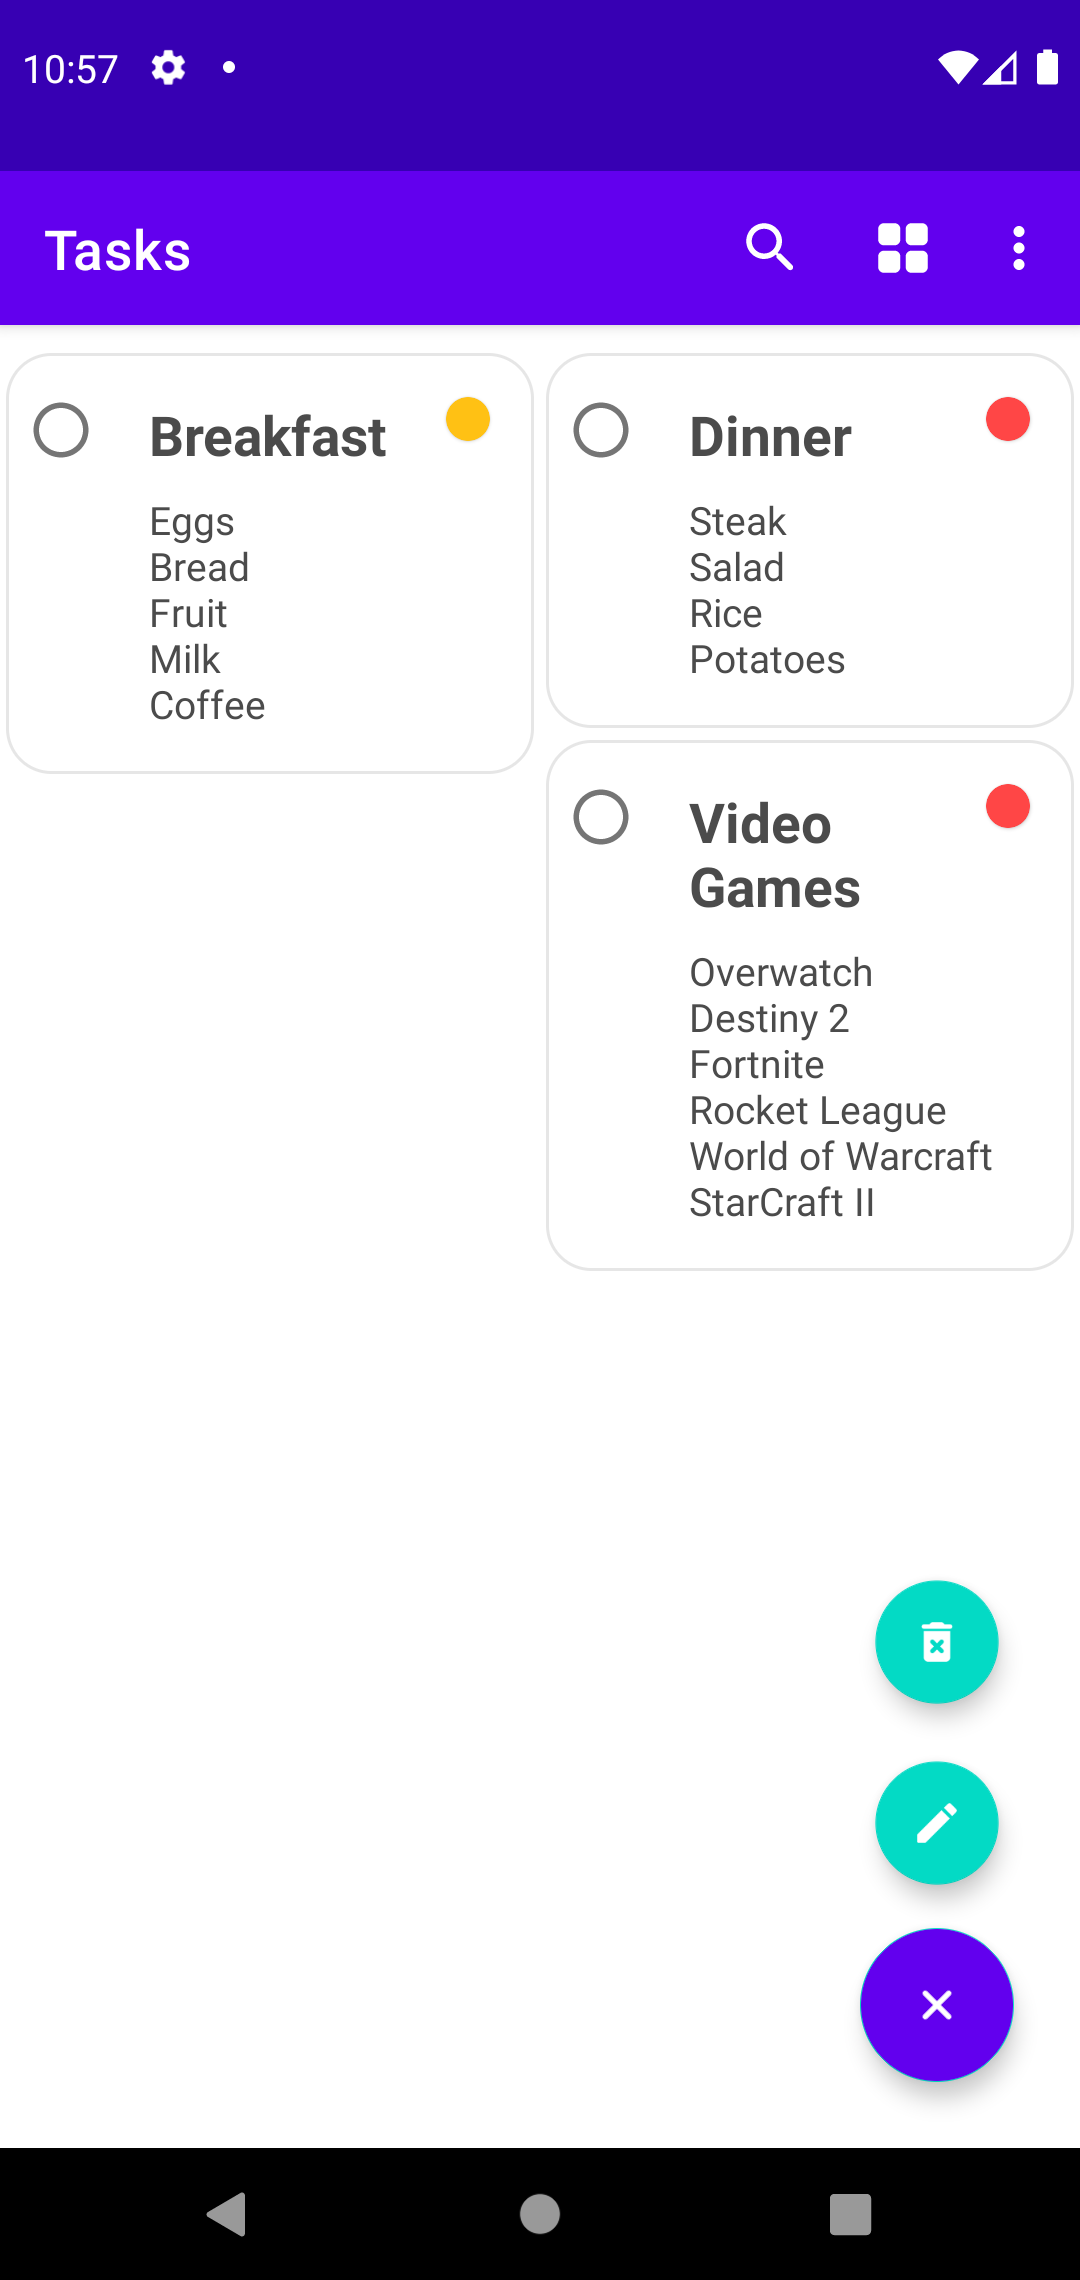 10:57
Tasks
Breakfast
Eggs
Bread
Fruit
Milk
Coffee
Dinner
Steak
Salad
Rice
Potatoes
Video
Games
Overwatch
Destiny 2
Fortnite
Rocket League
World of Warcraft
StarCraft II